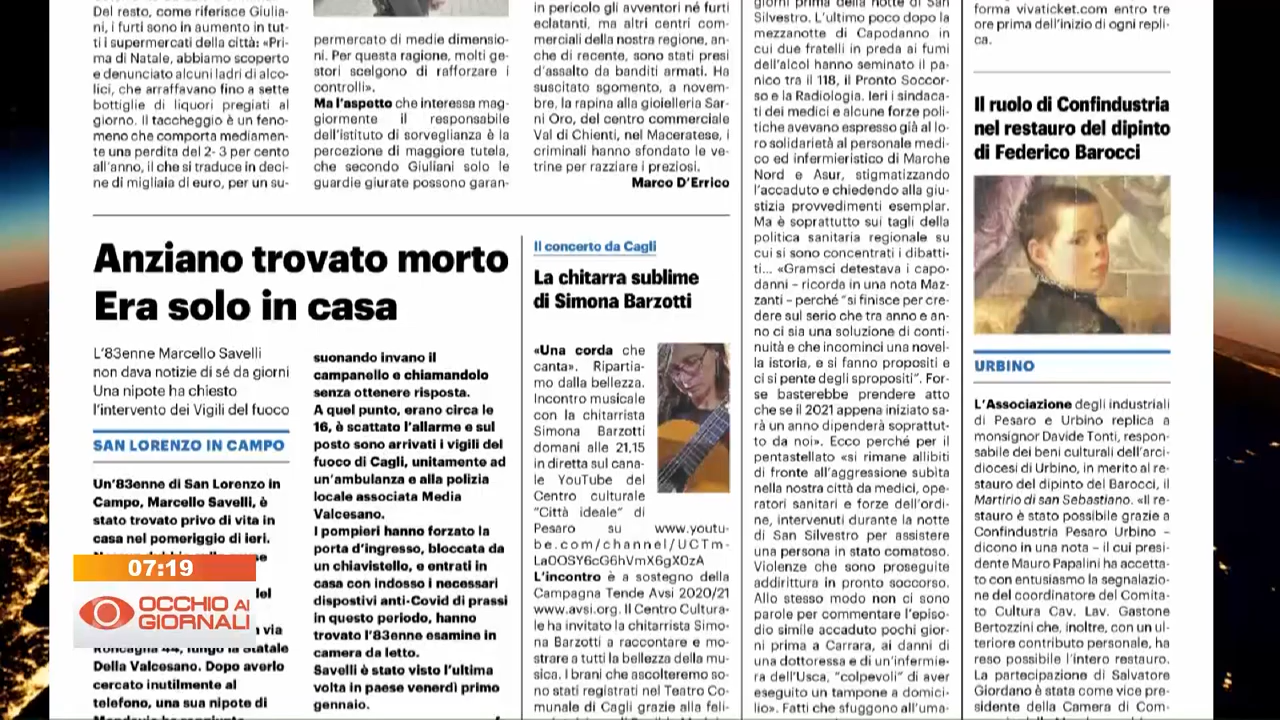 Del resto, come riferisce Giulia-
ni, i furti sono in aumento in tut-
ti i supermercati della città: «Pri-
ma di Natale, abbiamo scoperto
e denunciato alcuni ladri di alco-
lici, che arraffavano fino a sette
bottiglie di liquori pregiati al
giorno. Il taccheggio è un feno-
meno che comporta mediamen-
te una perdita del 2- 3 per cento
all'anno, il che si traduce in deci-
ne di migliaia di euro, per un su-
permercato di medie dimensio-
ni. Per questa ragione, molti ge-
stori scelgono di rafforzare i
controlli».
Ma l'aspetto che interessa mag-
giormente il responsabile
dell'istituto di sorveglianza è la
percezione di maggiore tutela,
che secondo Giuliani solo le
guardie giurate possono garan-
in pericolo gli avventori né furti
eclatanti, ma altri centri com-
merciali della nostra regione, an-
che di recente, sono stati presi
d'assalto da banditi armati. Ha
suscitato sgomento, a novem-
bre, la rapina alla gioielleria Sar-
ni Oro, del centro commerciale
Val di Chienti, nel Maceratese, i
criminali hanno sfondato le ve-
trine per razziare i preziosi.
Marco D'Errico
Anziano trovato morto
Era solo in casa
L'83enne Marcello Savelli
non dava notizie di sé da giorni
Una nipote ha chiesto
l'intervento dei Vigili del fuoco
SAN LORENZO IN CAMPO
Un'83enne di San Lorenzo in
Campo, Marcello Savelli, è
stato trovato privo di vita in
casa nel pomeriggio di ieri.
via
Roncaglia 44, lungo la statale
Della Valcesano. Dopo averlo
cercato inutilmente al
telefono, una sua nipote di
suonando invano il
campanello e chiamandolo
senza ottenere risposta.
A quel punto, erano circa le
16, è scattato l'allarme e sul
posto sono arrivati i vigili del
fuoco di Cagli, unitamente ad
un'ambulanza e alla polizia
locale associata Media
Valcesano.
I pompieri hanno forzato la
porta d'ingresso, bloccata da
un chiavistello, e entrati in
casa con indosso i necessari
dispostivi anti-Covid di prassi
in questo periodo, hanno
trovato l'83enne esamine in
camera da letto.
Savelli è stato visto l'ultima
volta in paese venerdì primo
gennaio.
Il concerto da Cagli
La chitarra sublime
di Simona Barzotti
«Una corda che
canta». Ripartia-
mo dalla bellezza.
Incontro musicale
con la chitarrista
Simona Barzotti
domani alle 21,15
in diretta sul cana-
le YouTube del
Centro culturale
"Città ideale" di
Pesaro su www.youtu-
be.com/channel/UCTm-
La0OSY6cG6hVmX6gX0zA
L'incontro è a sostegno della
Campagna Tende Avsi 2020/21
www.avsi.org. Il Centro Cultura-
le ha invitato la chitarrista Simo-
na Barzotti a raccontare e mo-
strare a tutti la bellezza della mu-
sica. I brani che ascolteremo so-
no stati registrati nel Teatro Co-
munale di Cagli grazie alla feli-
giorni prima della notte di San
Silvestro. L'ultimo poco dopo la
mezzanotte di Capodanno in
cui due fratelli in preda ai fumi
dell'alcol hanno seminato il pa-
nico tra il 118, il Pronto Soccor-
so e la Radiologia. Ieri i sindaca-
ti dei medici e alcune forze poli-
tiche avevano espresso già al lo-
ro solidarietà al personale medi-
co ed infermieristico di Marche
Nord e Asur, stigmatizzando
l'accaduto e chiedendo alla giu-
stizia provvedimenti esemplar.
Ma è soprattutto sui tagli della
politica sanitaria regionale su
cui si sono concentrati i dibatti-
ti... «Gramsci detestava i capo-
danni – ricorda in una nota Maz-
zanti – perché "si finisce per cre-
dere sul serio che tra anno e an-
no ci sia una soluzione di conti-
nuità e che incominci una novel-
la istoria, e si fanno propositi e
ci si pente degli spropositi". For-
se basterebbe prendere atto
che se il 2021 appena iniziato sa-
rà un anno dipenderà soprattut-
to da noi». Ecco perché per il
pentastellato «si rimane allibiti
di fronte all'aggressione subita
nella nostra città da medici, ope-
ratori sanitari e forze dell'ordi-
ne, intervenuti durante la notte
di San Silvestro per assistere
una persona in stato comatoso.
Violenze che sono proseguite
addirittura in pronto soccorso.
Allo stesso modo non ci sono
parole per commentare l'episo-
dio simile accaduto pochi gior-
ni prima a Carrara, ai danni di
una dottoressa e di un'infermie-
ra dell'Usca, "colpevoli" di aver
eseguito un tampone a domici-
lio». Fatti che sfuggono all'uma-
forma vivaticket.com entro tre
ore prima dell'inizio di ogni repli-
ca.
Il ruolo di Confindustria
nel restauro del dipinto
di Federico Barocci
URBINO
L'Associazione degli industriali
di Pesaro e Urbino replica a
monsignor Davide Tonti, respon-
sabile dei beni culturali dell'arci-
diocesi di Urbino, in merito al re-
stauro del dipinto del Barocci, il
Martirio di san Sebastiano. «Il re-
stauro è stato possibile grazie a
Confindustria Pesaro Urbino –
dicono in una nota – il cui presi-
dente Mauro Papalini ha accetta-
to con entusiasmo la segnalazio-
ne del coordinatore del Comita-
to Cultura Cav. Lav. Gastone
Bertozzini che, inoltre, con un ul-
teriore contributo personale, ha
reso possibile l'intero restauro.
La partecipazione di Salvatore
Giordano è stata come vice pre-
sidente della Camera di Com-
07:19
OCCHIO AI
GIORNALI